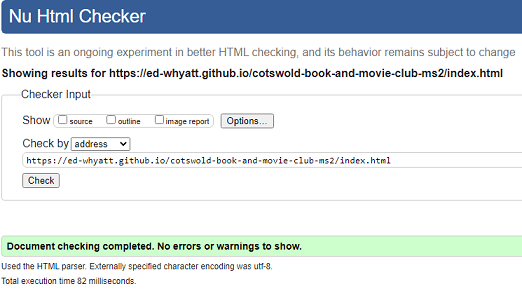 Nu Html Checker
This tool is an ongoing experiment in better HTML checking, and its behavior remains subject to change
Showing results for https://ed-whyatt.github.io/cotswold-book-and-movie-club-ms2/index.html
Checker Input
Show source outline image report Options...
Check by address
https://ed-whyatt.github.io/cotswold-book-and-movie-club-ms2/index.html
Check
Document checking completed. No errors or warnings to show.
Used the HTML parser. Externally specified character encoding was utf-8.
Total execution time 82 milliseconds.